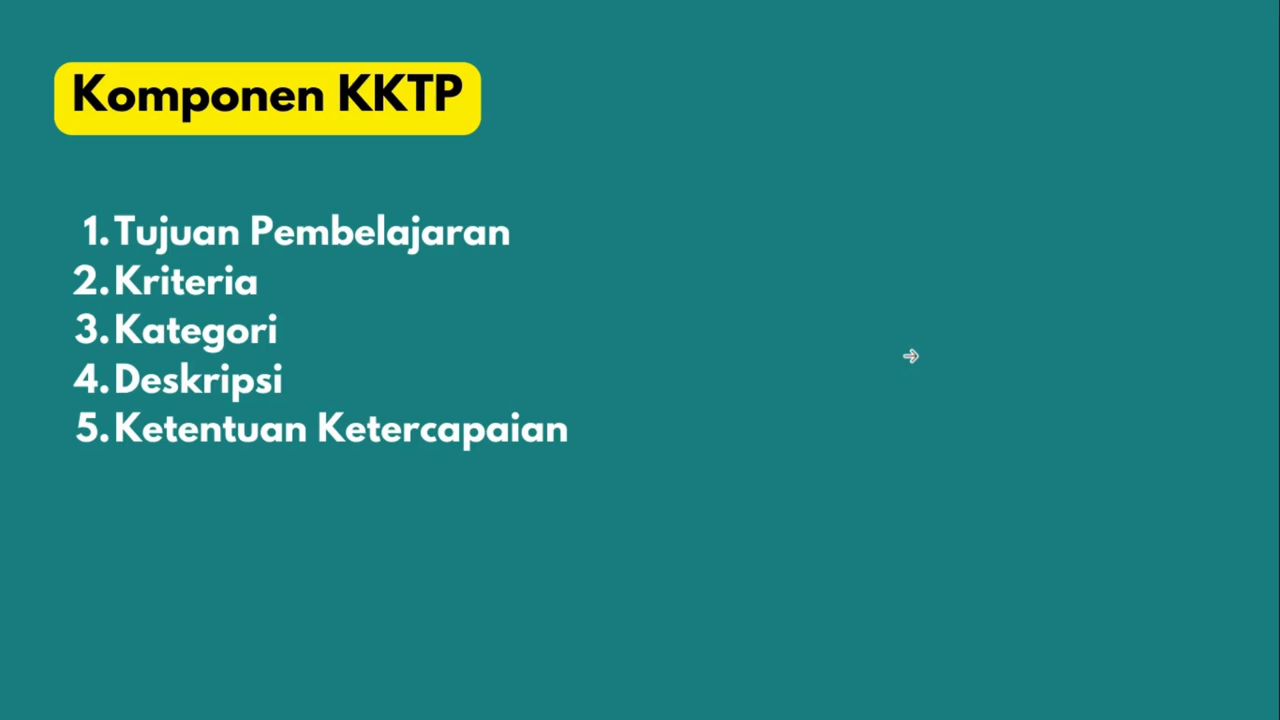 Komponen KKTP
1. Tujuan Pembelajaran
2. Kriteria
3. Kategori
4. Deskripsi
5. Ketentuan Ketercapaian